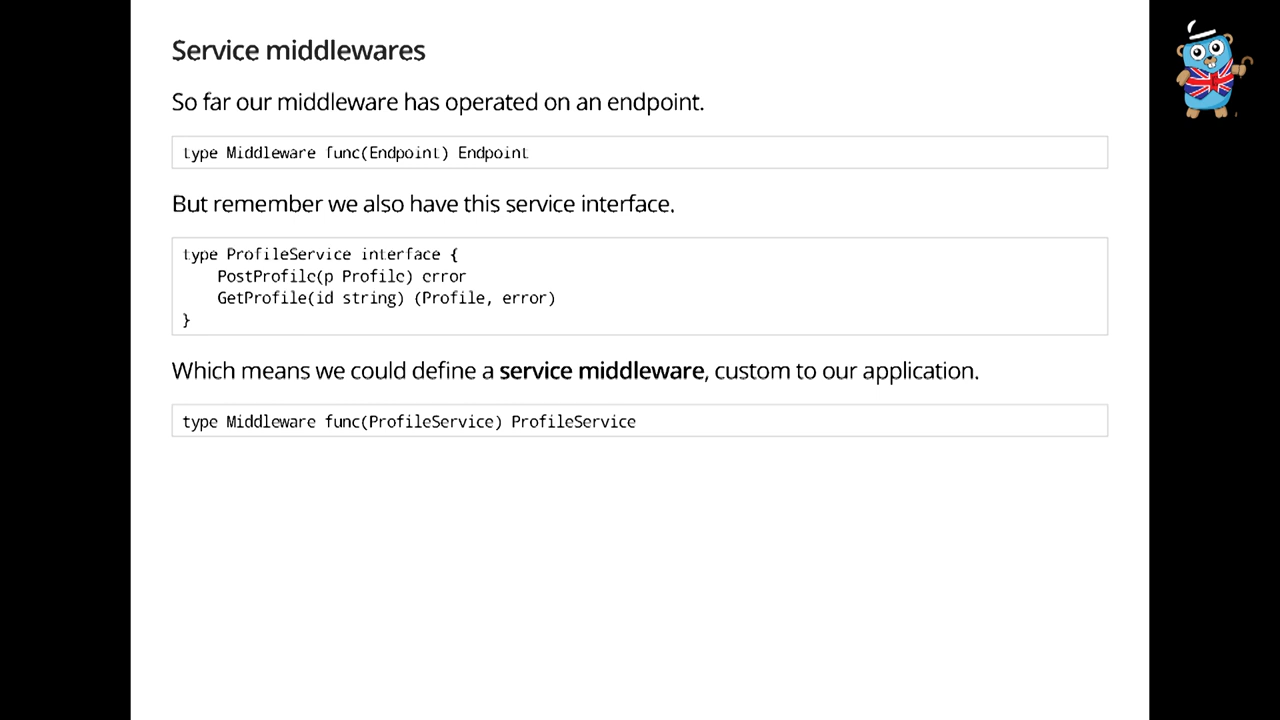 Service middlewares
So far our middleware has operated on an endpoint.
type Middleware func(Endpoint) Endpoint
But remember we also have this service interface.
type ProfileService interface {
    PostProfile(p Profile) error
    GetProfile(id string) (Profile, error)
}
Which means we could define a service middleware, custom to our application.
type Middleware func(ProfileService) ProfileService